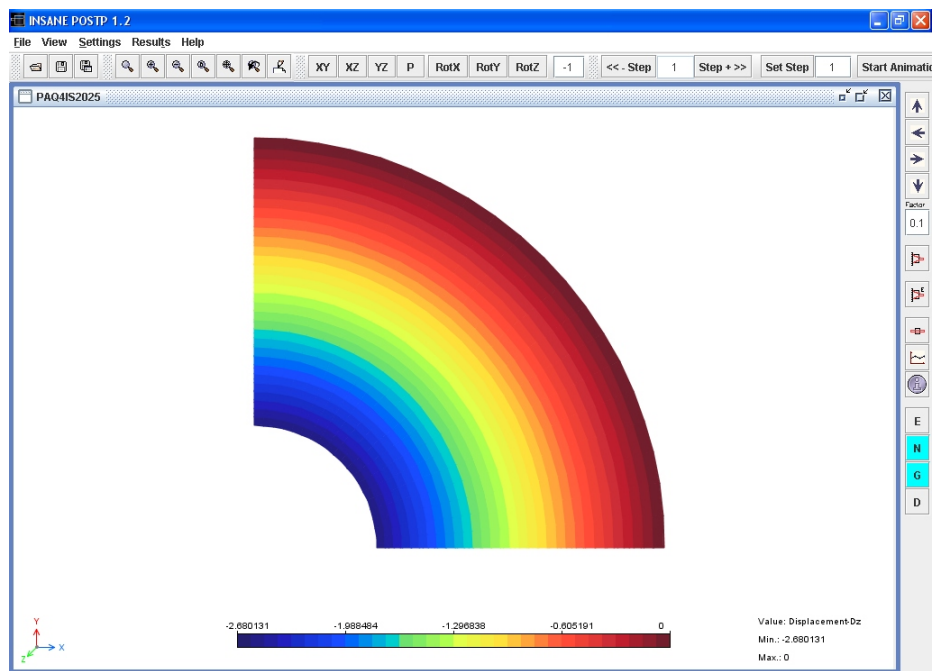 INSANE POSTP 1.2
File View Settings Results Help
XY XZ YZ P RotX RotY RotZ -1 << - Step 1 Step + >> Set Step 1 Start Animatio
PAQ4IS2025
Factor
0.1
E
E
N
G
D
Y
X
Z
-2.680131 -1.988484 -1.296838 -0.605191 0
Value: Displacement-Dz
Min.: -2.680131
Max.: 0